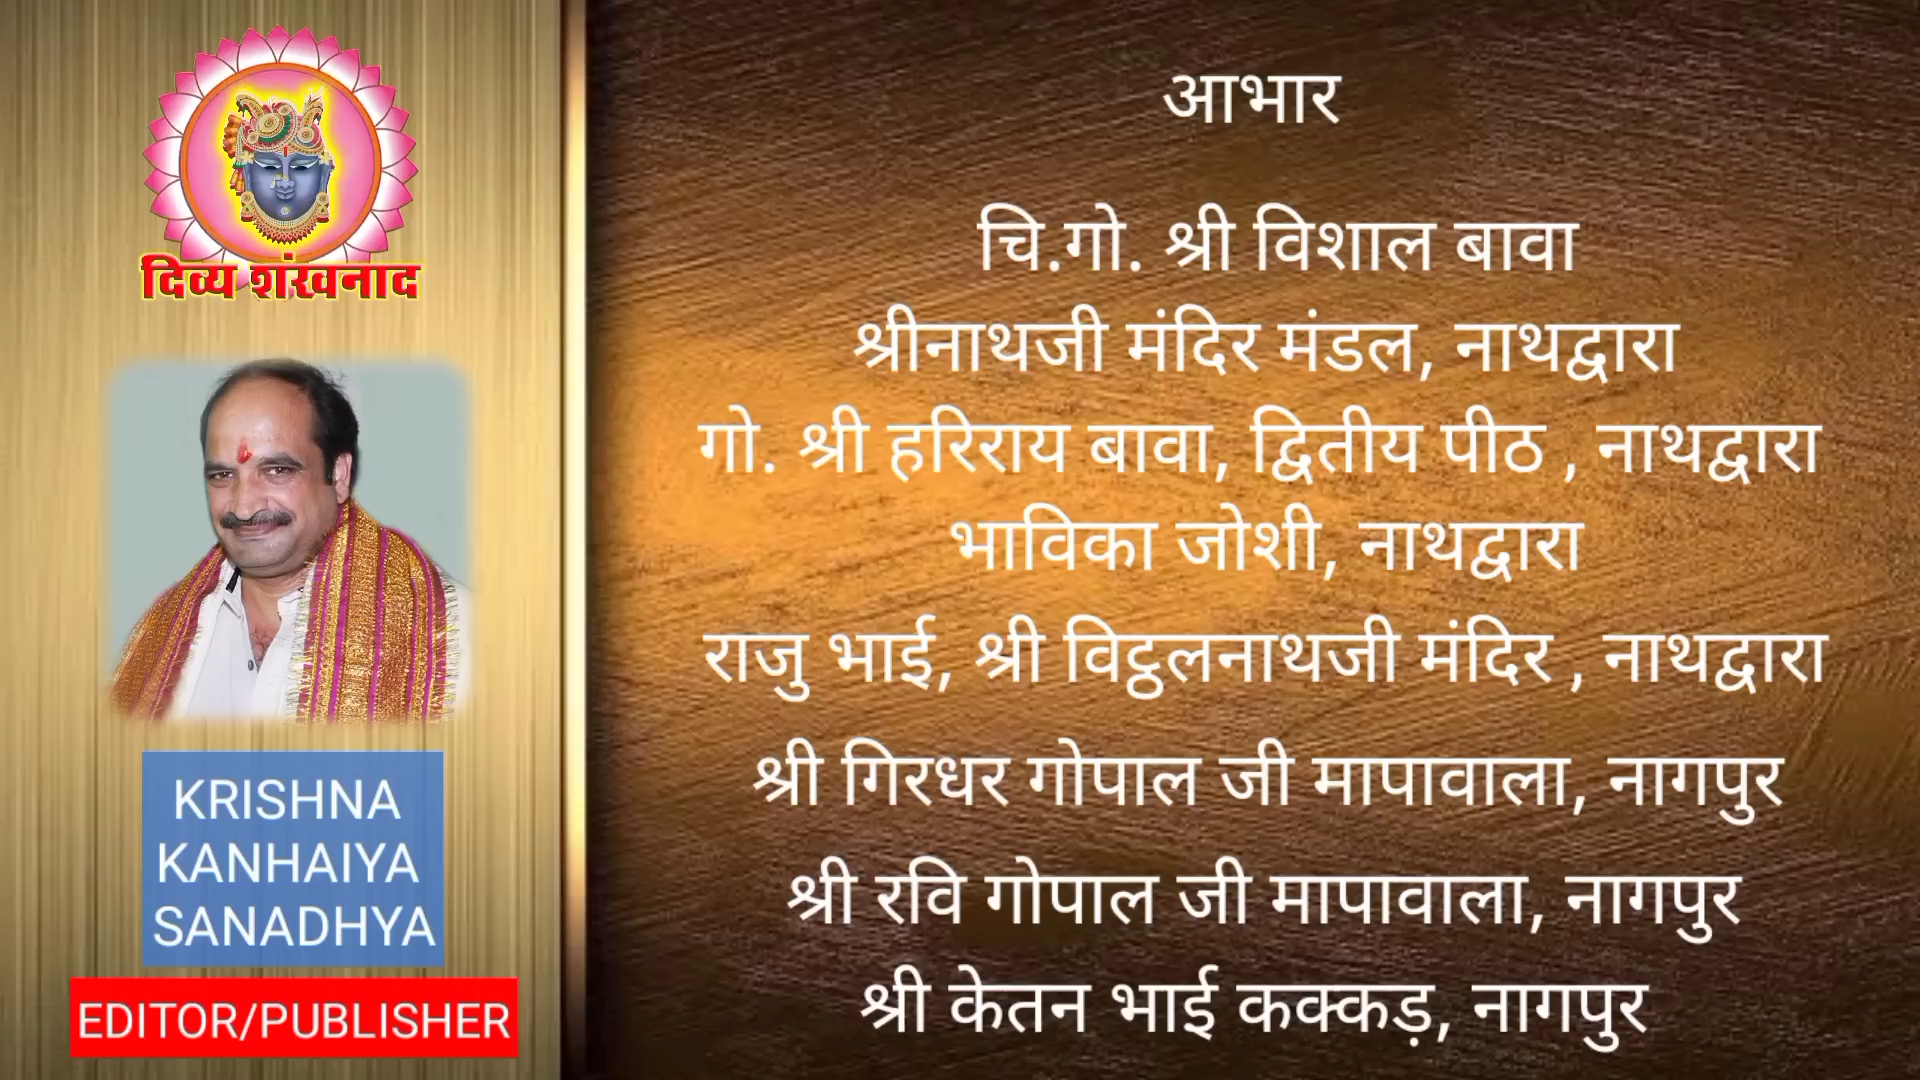 दिव्य शंखनाद
KRISHNA
KANHAIYA
SANADHYA
EDITOR/PUBLISHER
आभार
चि.गो. श्री विशाल बावा
श्रीनाथजी मंदिर मंडल, नाथद्वारा
गो. श्री हरिराय बावा, द्वितीय पीठ , नाथद्वारा
भाविका जोशी, नाथद्वारा
राजु भाई, श्री विट्ठलनाथजी मंदिर , नाथद्वारा
श्री गिरधर गोपाल जी मापावाला, नागपुर
श्री रवि गोपाल जी मापावाला, नागपुर
श्री केतन भाई कक्कड़, नागपुर